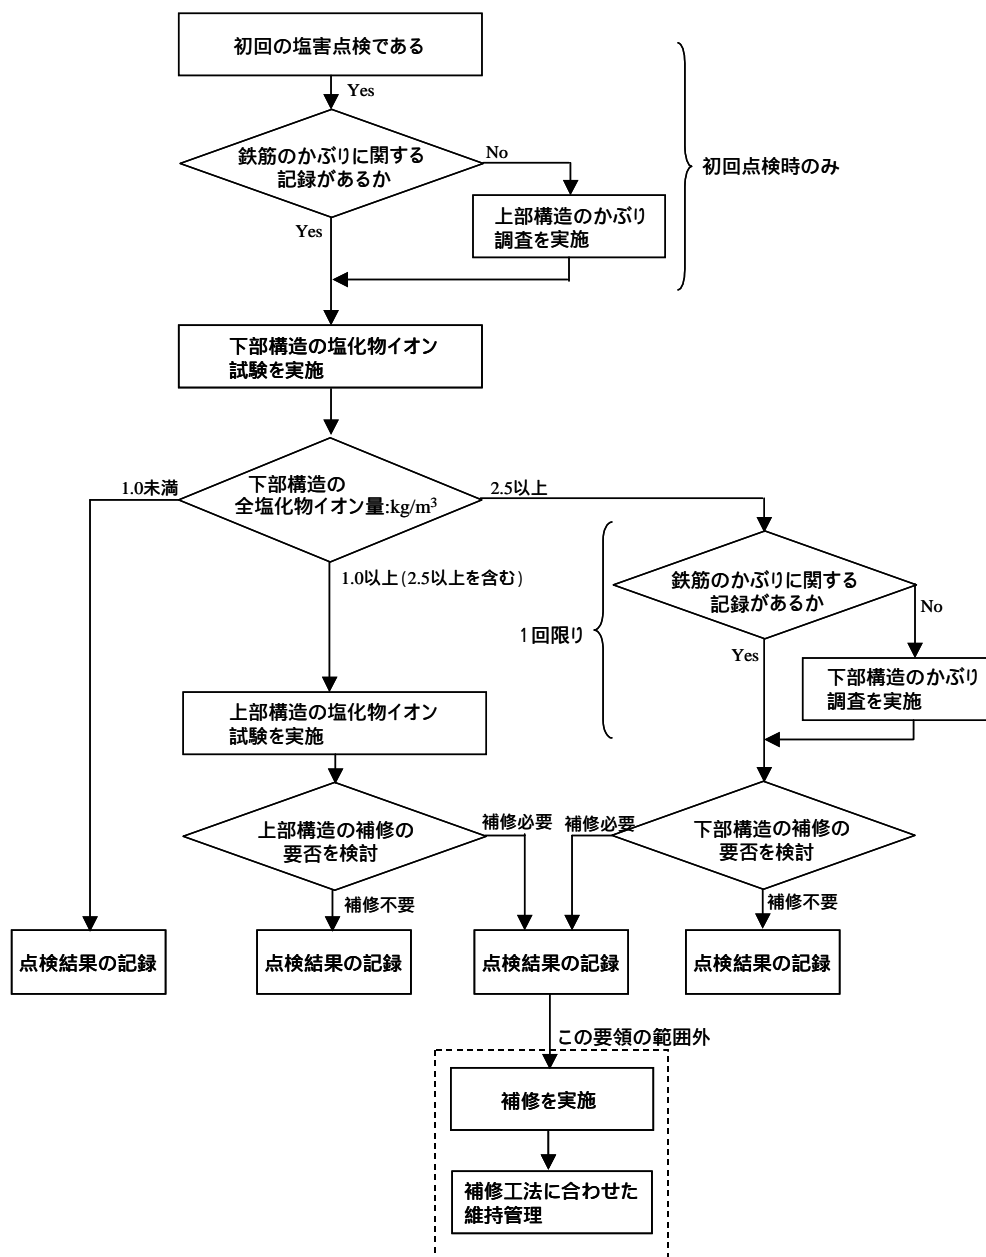 初回の塩害点検である
Yes
鉄筋のかぶりに関する
記録があるか
No
初回点検時のみ
上部構造のかぶり
調査を実施
Yes
下部構造の塩化物イオン
試験を実施
1.0未満
下部構造の
全塩化物イオン量:kg/m³
2.5以上
1.0以上(2.5以上を含む)
鉄筋のかぶりに関する
記録があるか
No
1回限り
Yes
下部構造のかぶり
調査を実施
上部構造の塩化物イオン
試験を実施
上部構造の補修の
要否を検討
補修必要
補修必要
下部構造の補修の
要否を検討
補修不要
補修不要
点検結果の記録
点検結果の記録
点検結果の記録
点検結果の記録
この要領の範囲外
補修を実施
補修工法に合わせた
維持管理